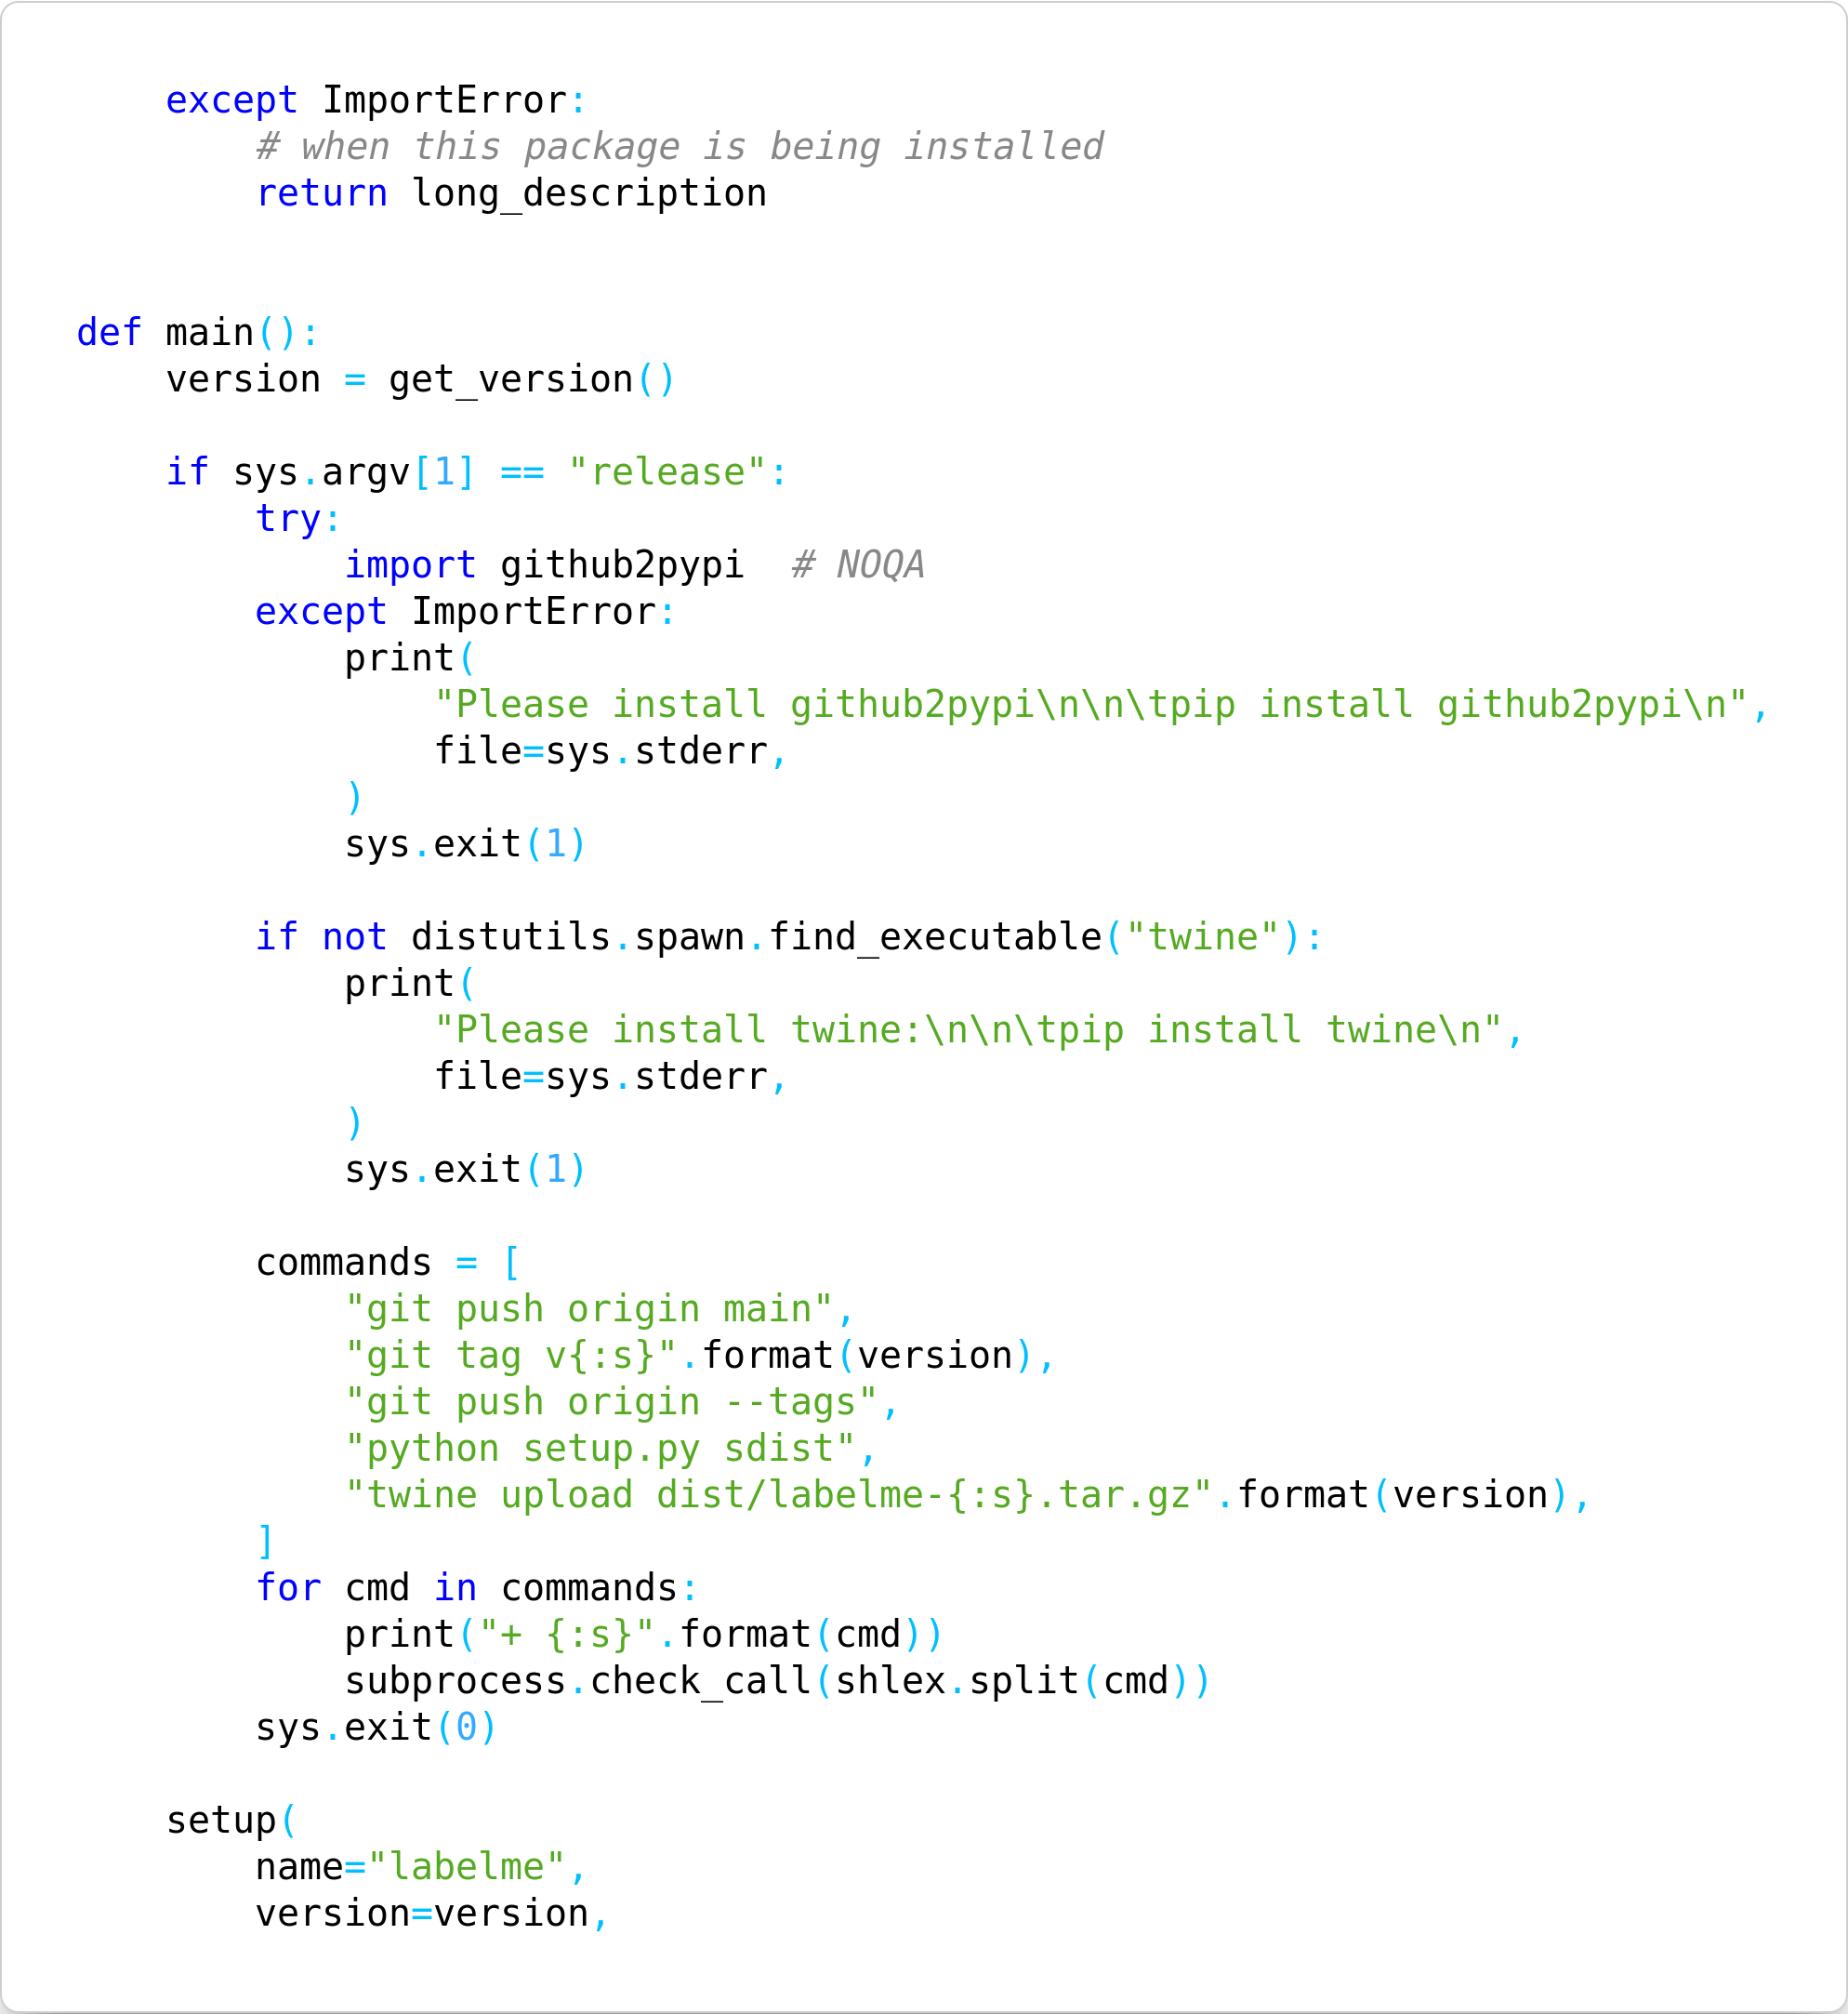 except ImportError:
        # when this package is being installed
        return long_description


def main():
    version = get_version()

    if sys.argv[1] == "release":
        try:
            import github2pypi  # NOQA
        except ImportError:
            print(
                "Please install github2pypi\n\n\tpip install github2pypi\n",
                file=sys.stderr,
            )
            sys.exit(1)

        if not distutils.spawn.find_executable("twine"):
            print(
                "Please install twine:\n\n\tpip install twine\n",
                file=sys.stderr,
            )
            sys.exit(1)

        commands = [
            "git push origin main",
            "git tag v{:s}".format(version),
            "git push origin --tags",
            "python setup.py sdist",
            "twine upload dist/labelme-{:s}.tar.gz".format(version),
        ]
        for cmd in commands:
            print("+ {:s}".format(cmd))
            subprocess.check_call(shlex.split(cmd))
        sys.exit(0)

    setup(
        name="labelme",
        version=version,